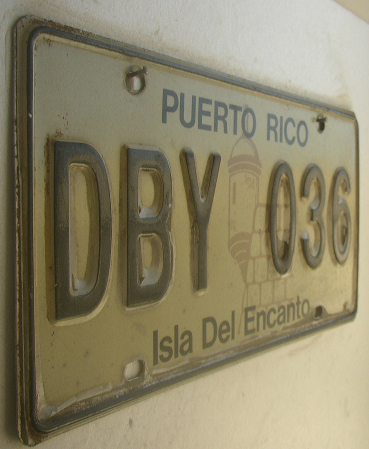 PUERTO RICO
DBY 036
Isla Del Encanto